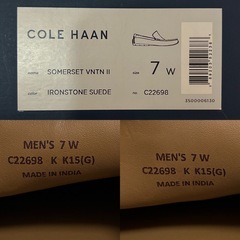 COLE HAAN
SOMERSET VNTN II
7 W
IRONSTONE SUEDE
C22698
MEN'S 7 W
C22698 K K15(G)
MADE IN INDIA
MEN'S 7 W
C22698 K K15(G)
MADE IN INDIA